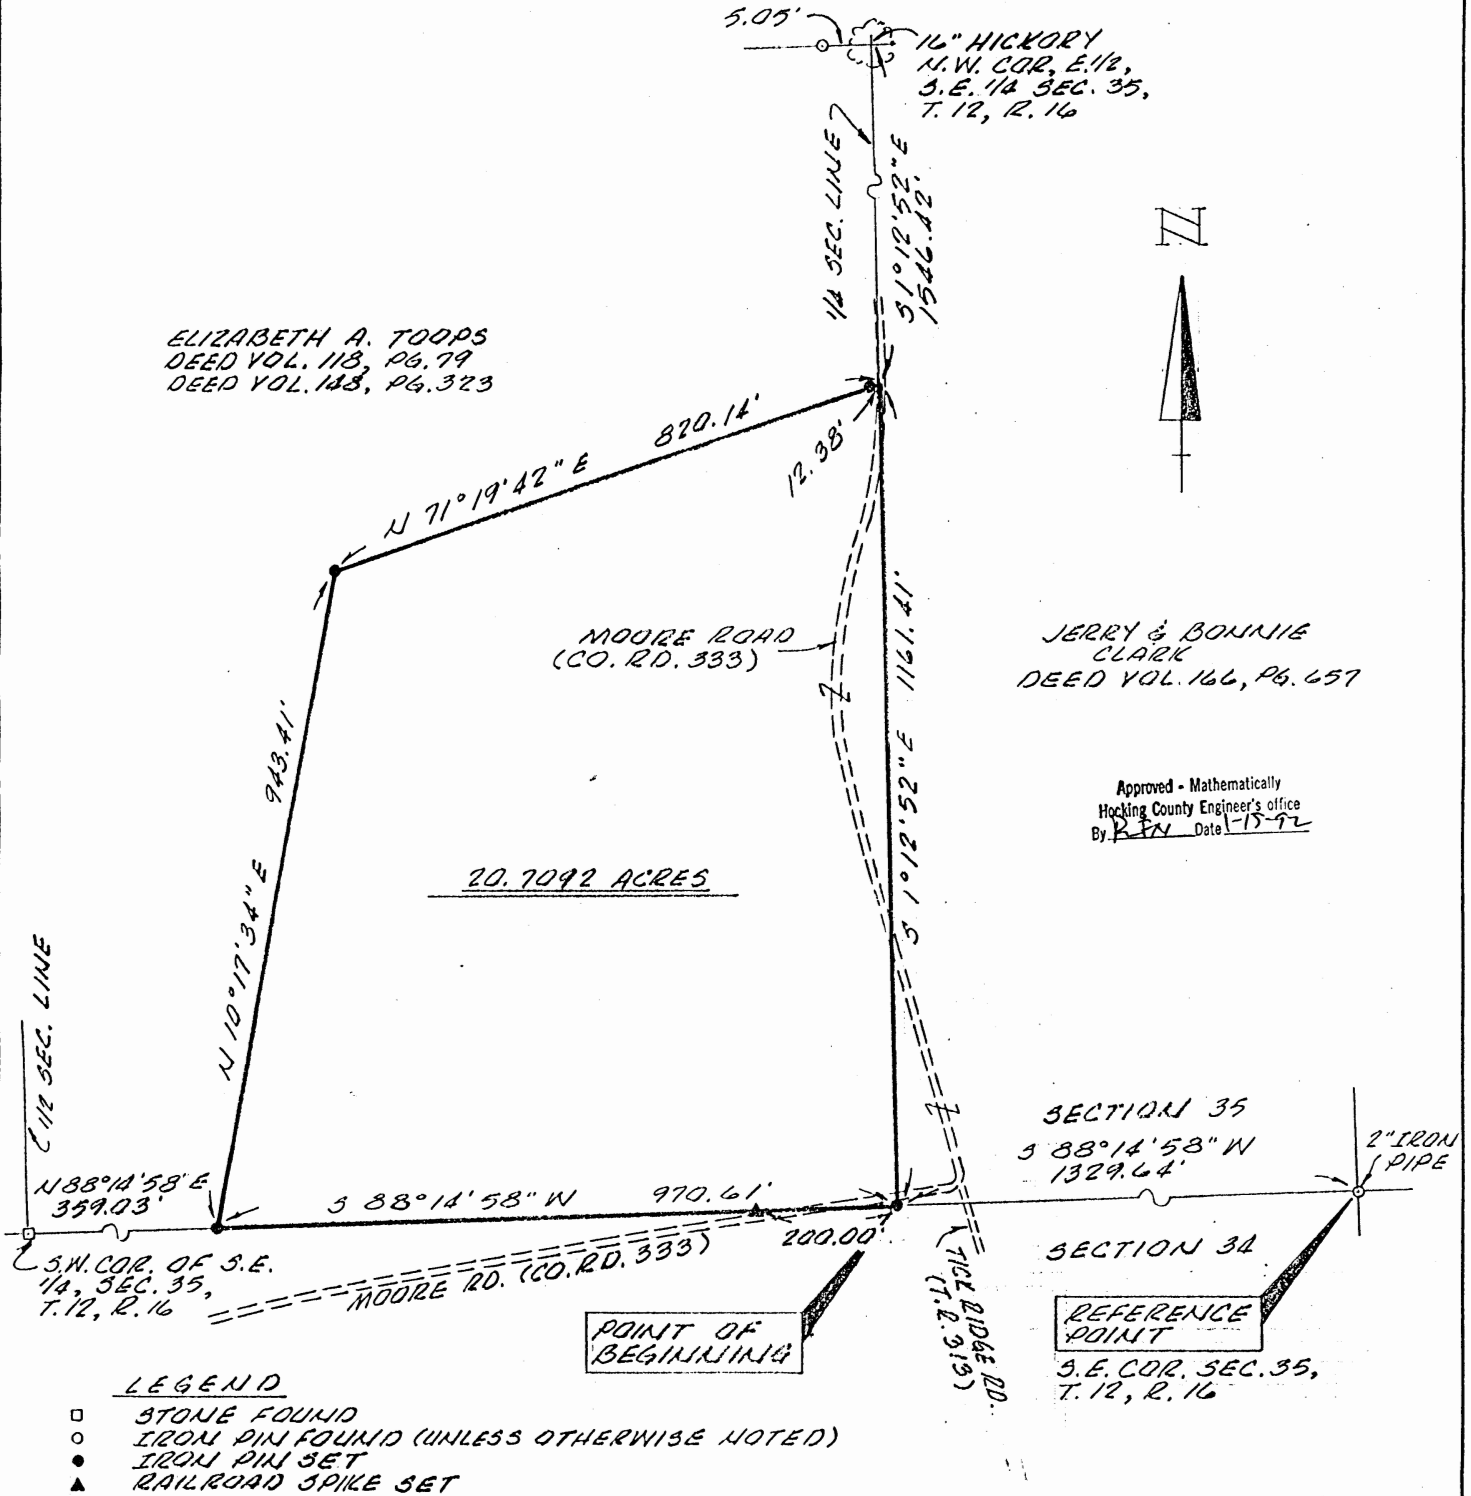 5.05'
16" HICKORY
N.W. COR, E.1/2,
S.E. 1/4 SEC. 35,
T. 12, R. 16
1/4 SEC. LINE
S 1°12'52" E
1546.42'
N
ELIZABETH A. TOOPS
DEED VOL. 118, PG. 79
DEED VOL. 148, PG. 323
N 71°19'42" E 820.14'
12.38'
MOORE ROAD
(CO. RD. 333)
JERRY & BONNIE
CLARK
DEED VOL. 166, PG. 657
S 1°12'52" E 1161.41'
Approved - Mathematically
Hocking County Engineer's office
By RFN Date 1-15-92
N 10°17'34" E 943.41'
20.7092 ACRES
1/2 SEC. LINE
SECTION 35
S 88°14'58" W
1329.64'
2" IRON
PIPE
N 88°14'58" E
359.03'
S 88°14'58" W 970.61'
200.00'
S.W. COR. OF S.E.
1/4, SEC. 35,
T. 12, R. 16
MOORE RD. (CO. RD. 333)
TICK RIDGE RD.
(T.R. 313)
SECTION 34
POINT OF
BEGINNING
REFERENCE
POINT
S.E. COR. SEC. 35,
T. 12, R. 16
LEGEND
STONE FOUND
IRON PIN FOUND (UNLESS OTHERWISE NOTED)
IRON PIN SET
RAILROAD SPIKE SET